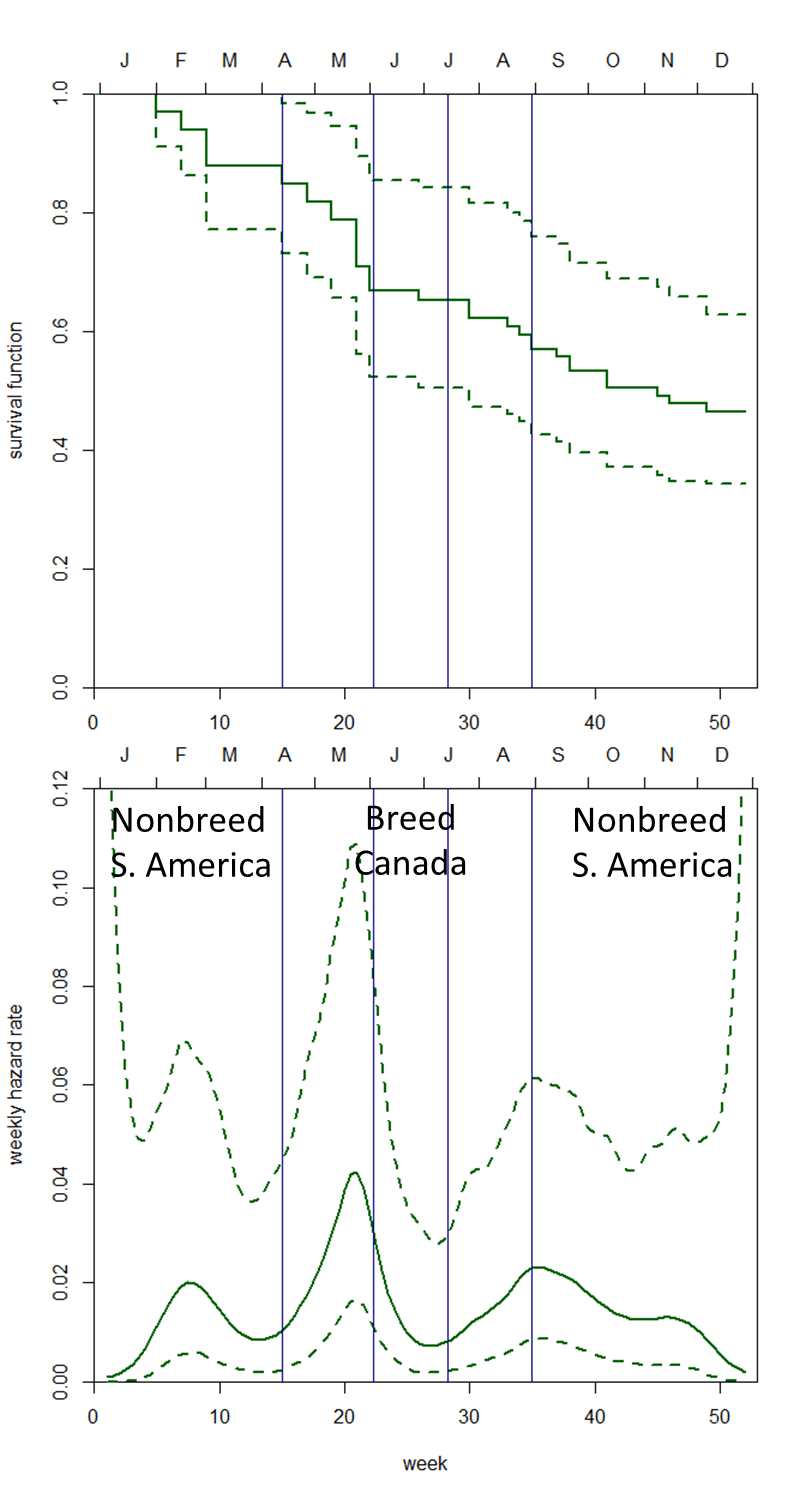 J F M A M J J A S O N D
1.0
0.8
0.6
0.4
0.2
0.0
survival function
0 10 20 30 40 50
J F M A M J J A S O N D
0.12
0.10
0.08
0.06
0.04
0.02
0.00
weekly hazard rate
Nonbreed
S. America
Breed
Canada
Nonbreed
S. America
0 10 20 30 40 50
week